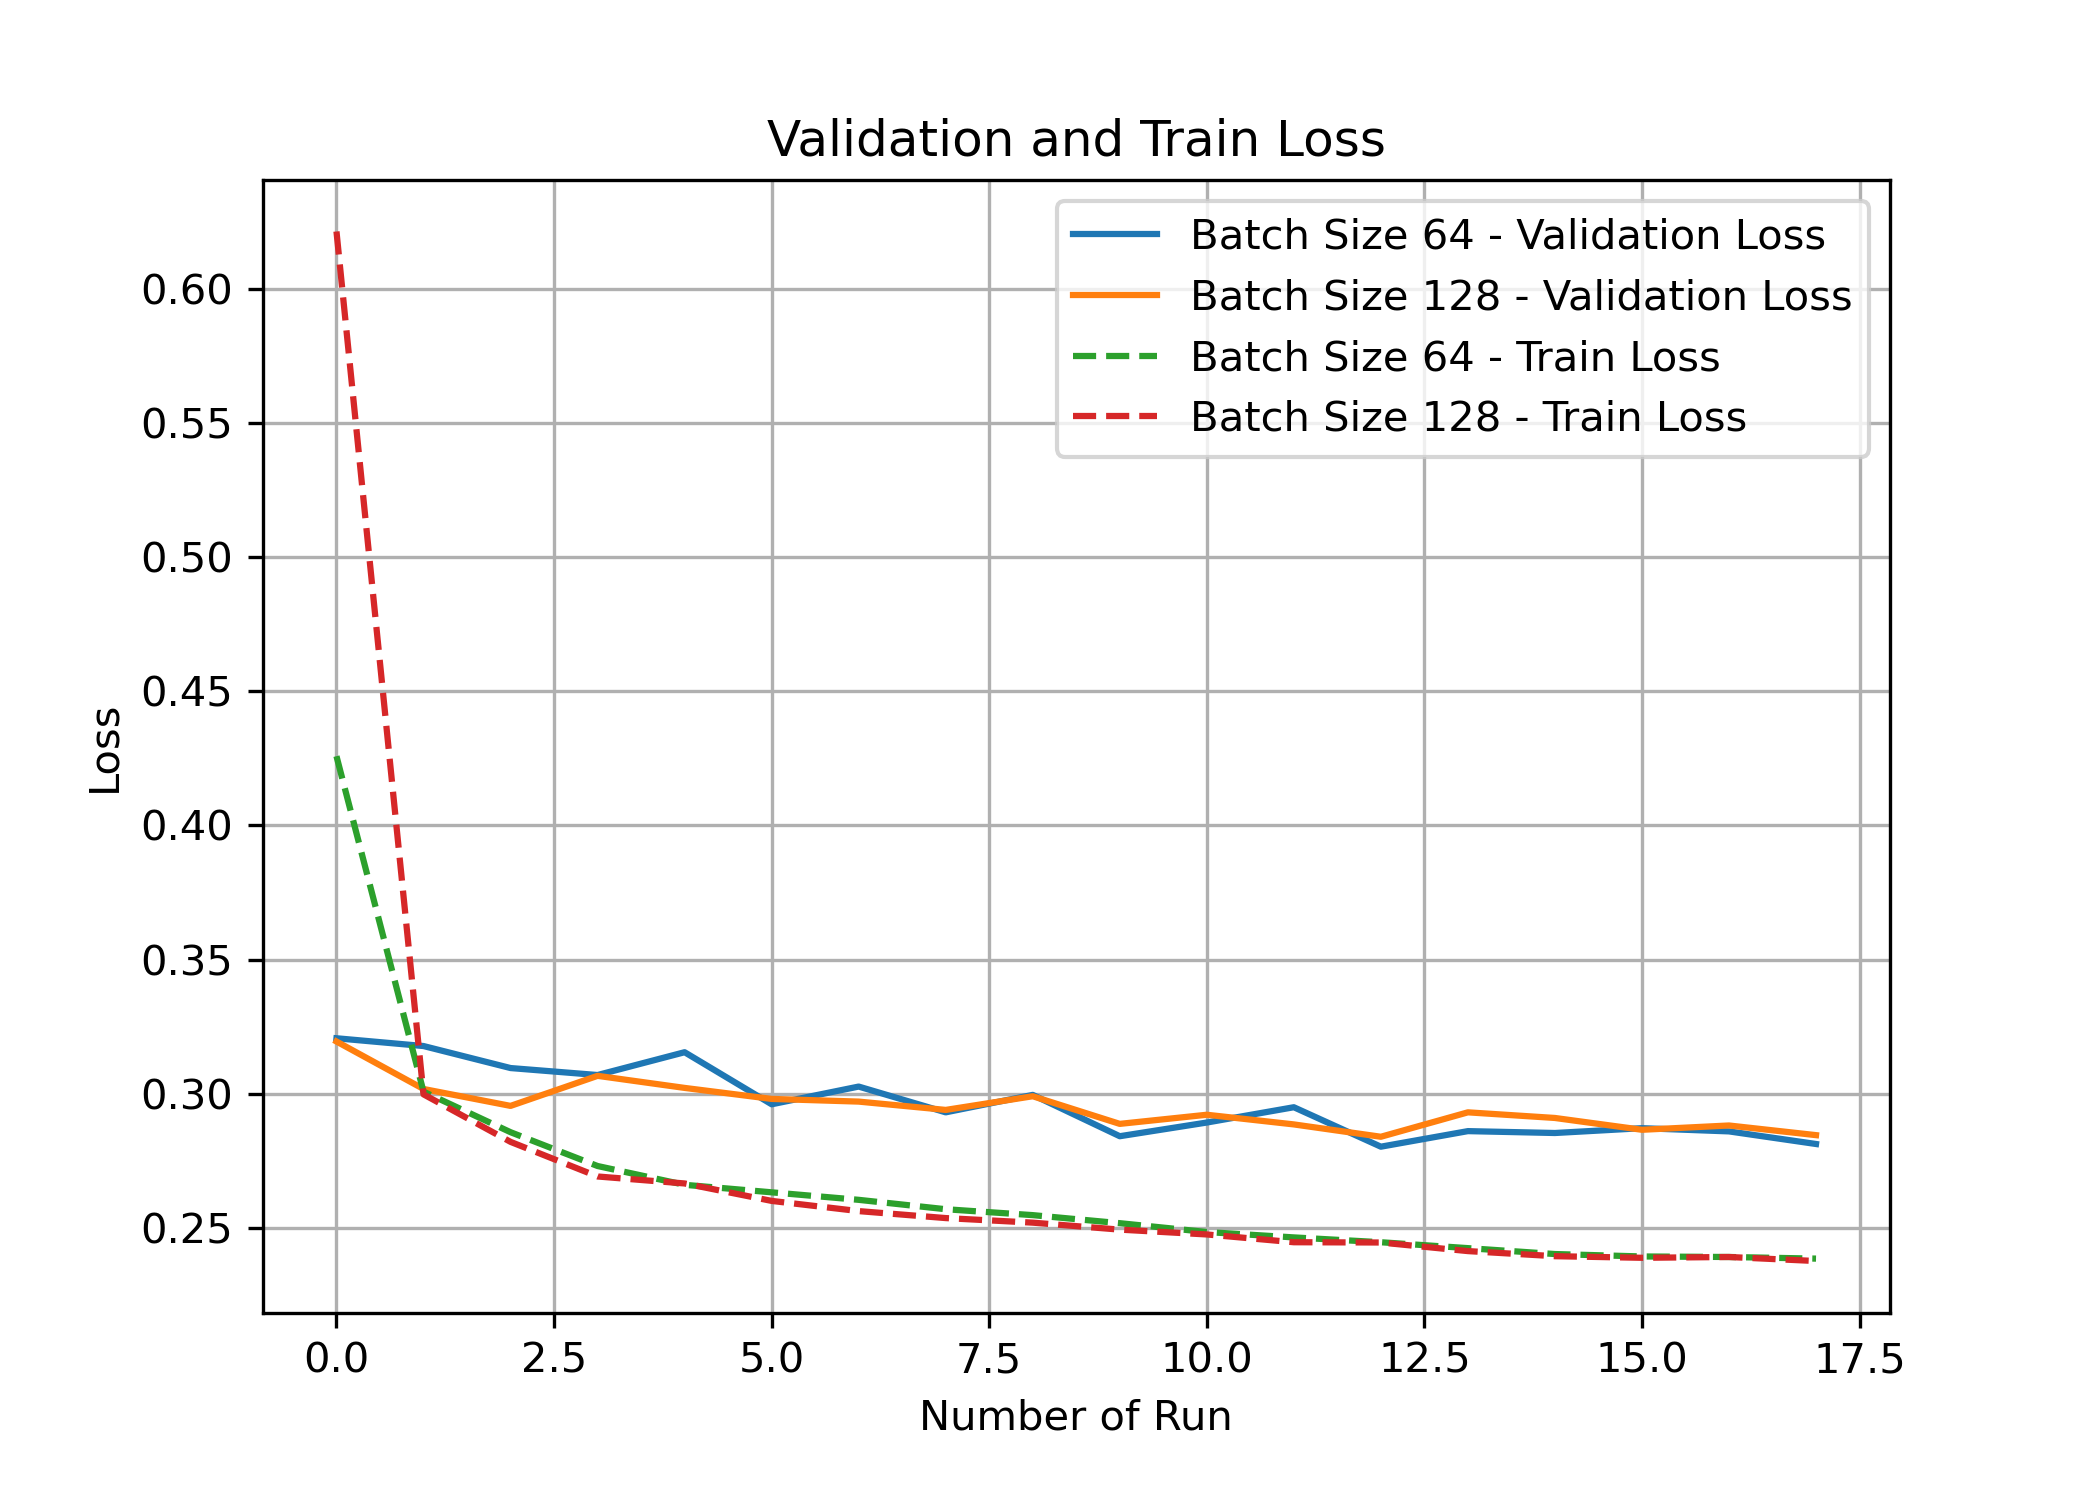 Validation and Train Loss
Batch Size 64 - Validation Loss
Batch Size 128 - Validation Loss
Batch Size 64 - Train Loss
Batch Size 128 - Train Loss
0.60
0.55
0.50
0.45
0.40
0.35
0.30
0.25
Loss
0.0 2.5 5.0 7.5 10.0 12.5 15.0 17.5
Number of Run